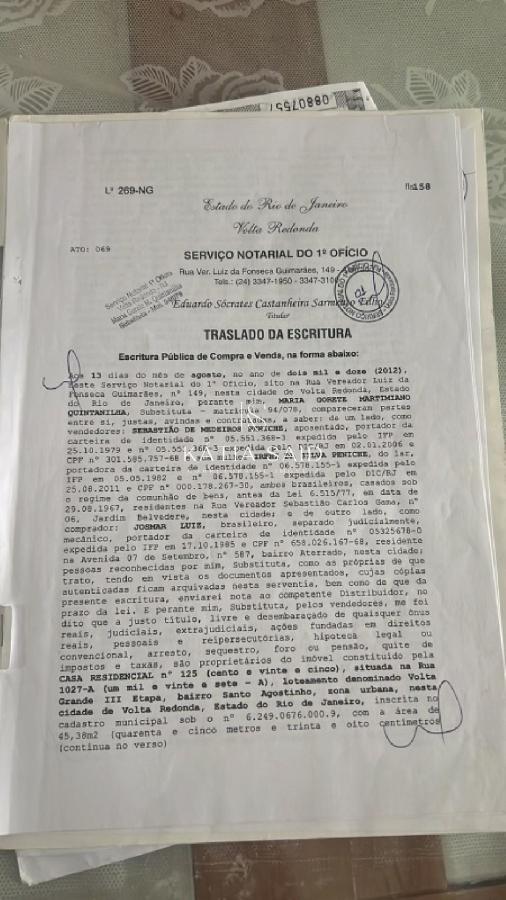 08807557
Lº 269-NG
fls158
Estado do Rio de Janeiro
Volta Redonda
ATO: 069
SERVIÇO NOTARIAL DO 1º OFÍCIO
Rua Ver. Luiz da Fonseca Guimarães, 149 -
Tels.: (24) 3347-1950 - 3347-310
Serviço Notarial 1º Ofício
Volta Redonda - RJ
Maria Gorete M. Quintanilha
Substituta - Matr.
Eduardo Sócrates Castanheira Sarmento Filho
Titular
TRASLADO DA ESCRITURA
Escritura Pública de Compra e Venda, na forma abaixo:
Aos 13 dias do mês de agosto, no ano de dois mil e doze (2012),
neste Serviço Notarial do 1º Ofício, sito na Rua Vereador Luiz da
Fonseca Guimarães, nº 149, nesta cidade de Volta Redonda, Estado
do Rio de Janeiro, perante mim, MARIA GORETE MARTIMIANO
QUINTANILHA, Substituta - matrícula 94/078, compareceram partes
entre si, justas, avindas e contratadas, a saber: de um lado, como
vendedores: SEBASTIÃO DE MEDEIROS PENICHE, aposentado, portador da
carteira de identidade nº 05.551.368-3 expedida pelo IFP em
25.10.1979 e nº 05.551.368-3 expedida pelo DIC/RJ em 02.01.2006 e
CPF nº 301.585.757-68 e sua mulher SILVA PENICHE, do lar,
portadora da carteira de identidade nº 06.578.155-1 expedida pelo
IFP em 05.05.1982 e nº 06.578.155-1 expedida pelo DIC/RJ em
25.08.2011 e CPF nº 000.178.267-30, ambos brasileiros, casados sob
o regime da comunhão de bens, antes da Lei 6.515/77, em data de
29.08.1967, residentes na Rua Vereador Sebastião Carlos Gama, nº
06, Jardim Belvedere, nesta cidade; e de outro lado, como
comprador: JOSMAR LUIZ, brasileiro, separado judicialmente,
mecânico, portador da carteira de identidade nº 05325678-0
expedida pelo IFP em 17.10.1985 e CPF nº 658.026.167-68, residente
na Avenida 07 de Setembro, nº 587, bairro Aterrado, nesta cidade;
pessoas reconhecidas por mim, Substituta, como as próprias de que
trato, tendo em vista os documentos apresentados, cujas cópias
autenticadas ficam arquivadas nesta serventia, bem como de que da
presente escritura, enviarei nota ao competente Distribuidor, no
prazo da lei. E perante mim, Substituta, pelos vendedores, me foi
dito que a justo título, livre e desembaraçado de quaisquer ônus
reais, judiciais, extrajudiciais, ações fundadas em direitos
reais, pessoais e reipersecutórias, hipoteca legal ou
convencional, arresto, sequestro, foro ou pensão, quite de
impostos e taxas, são proprietários do imóvel constituído pela
CASA RESIDENCIAL nº 125 (cento e vinte e cinco), situada na Rua
1027-A (um mil e vinte e sete - A), loteamento denominado Volta
Grande III Etapa, bairro Santo Agostinho, zona urbana, nesta
cidade de Volta Redonda, Estado do Rio de Janeiro, inscrita no
cadastro municipal sob o nº 6.249.0676.000.9, com a área de
45,38m2 (quarenta e cinco metros e trinta e oito centímetros
(continua no verso)